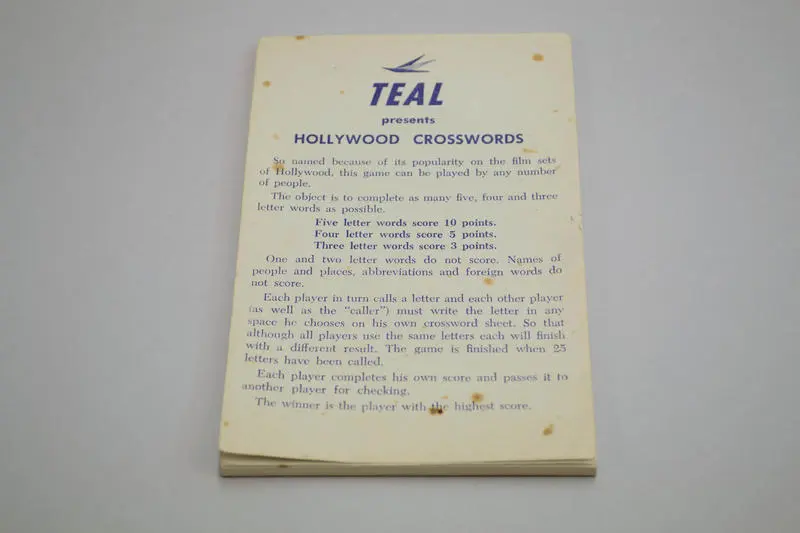 TEAL
presents
HOLLYWOOD CROSSWORDS
So named because of its popularity on the film sets
of Hollywood, this game can be played by any number
of people.
The object is to complete as many five, four and three
letter words as possible.
Five letter words score 10 points.
Four letter words score 5 points.
Three letter words score 3 points.
One and two letter words do not score. Names of
people and places, abbreviations and foreign words do
not score.
Each player in turn calls a letter and each other player
(as well as the "caller") must write the letter in any
space he chooses on his own crossword sheet. So that
although all players use the same letters each will finish
with a different result. The game is finished when 25
letters have been called.
Each player completes his own score and passes it to
another player for checking.
The winner is the player with the highest score.